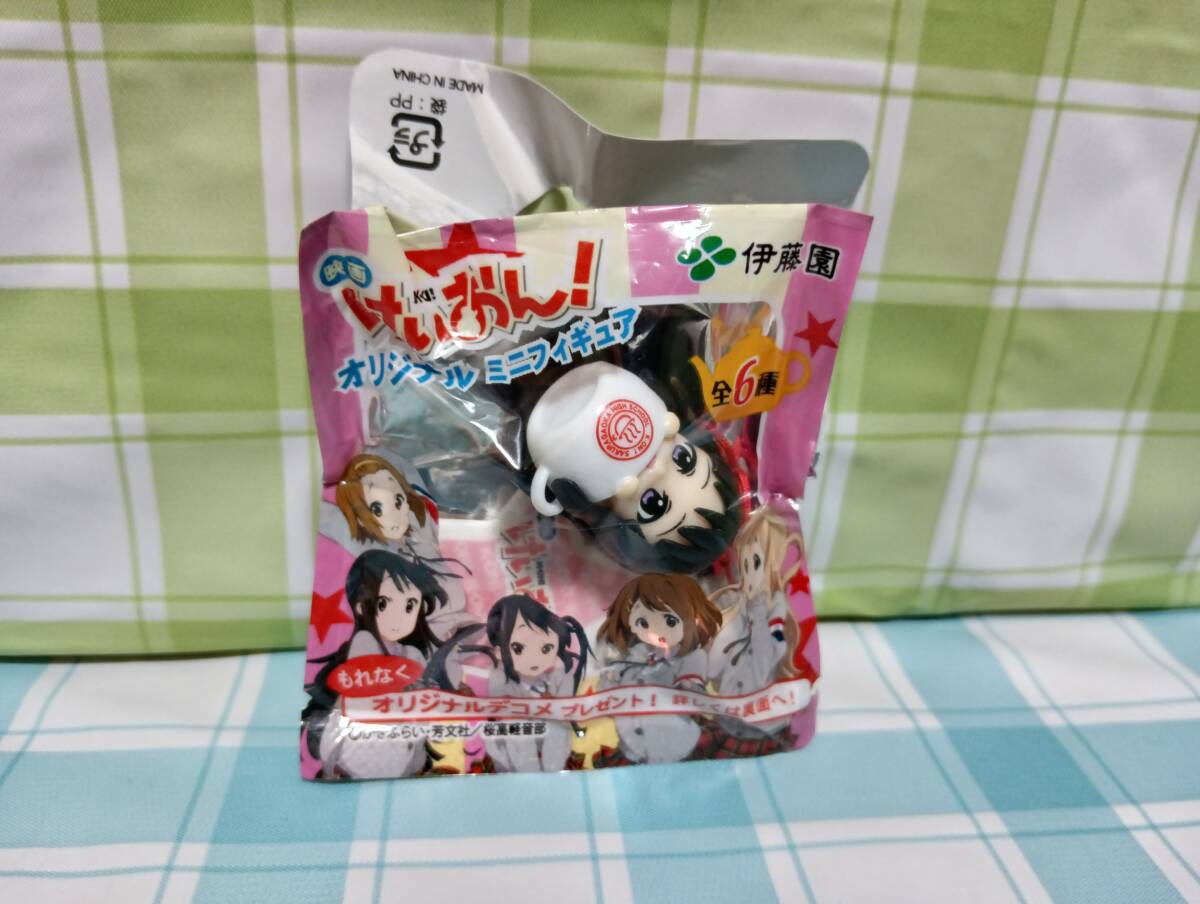 MADE IN CHINA
袋：PP
プラ
映画
けいおん！
K-ON!
伊藤園
オリジナル ミニフィギュア
全6種
SAKURAGAOKA HIGH SCHOOL K-ON!
けい
もれなく
オリジナルデコメ プレゼント！ 詳しくは裏面へ！
かきふらい・芳文社／桜高軽音部